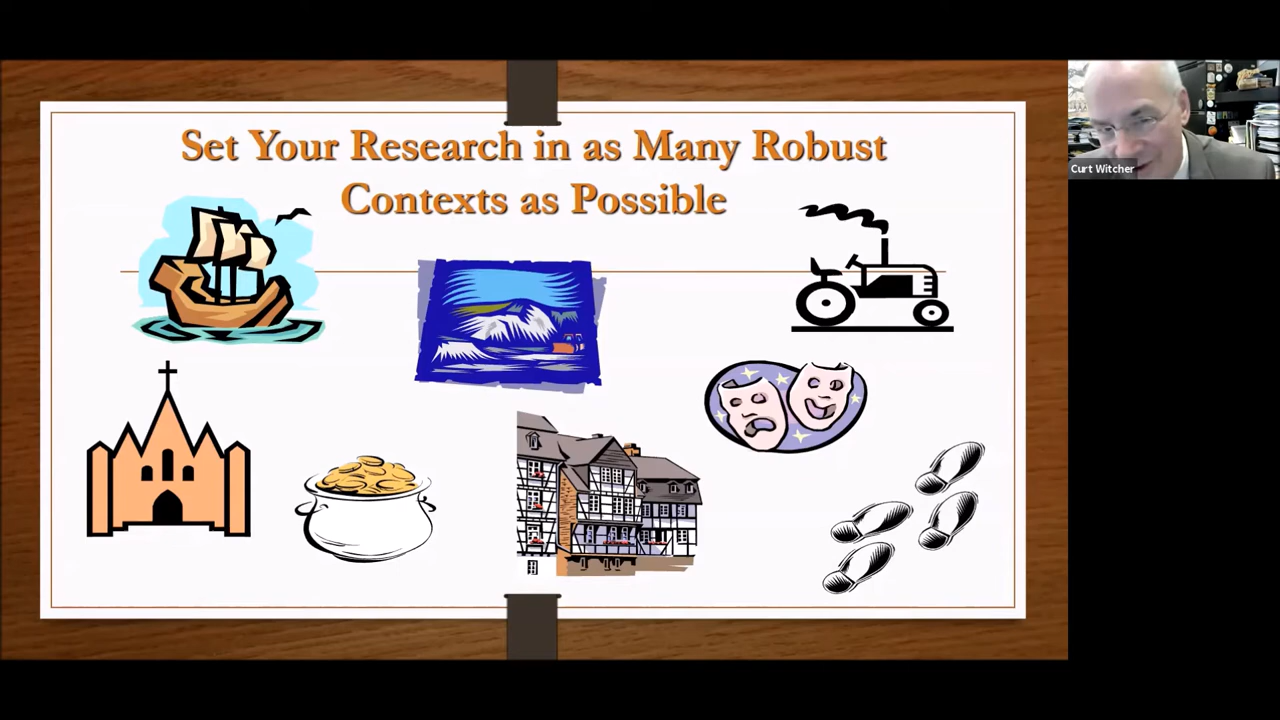 Set Your Research in as Many Robust
Contexts as Possible
Curt Witcher